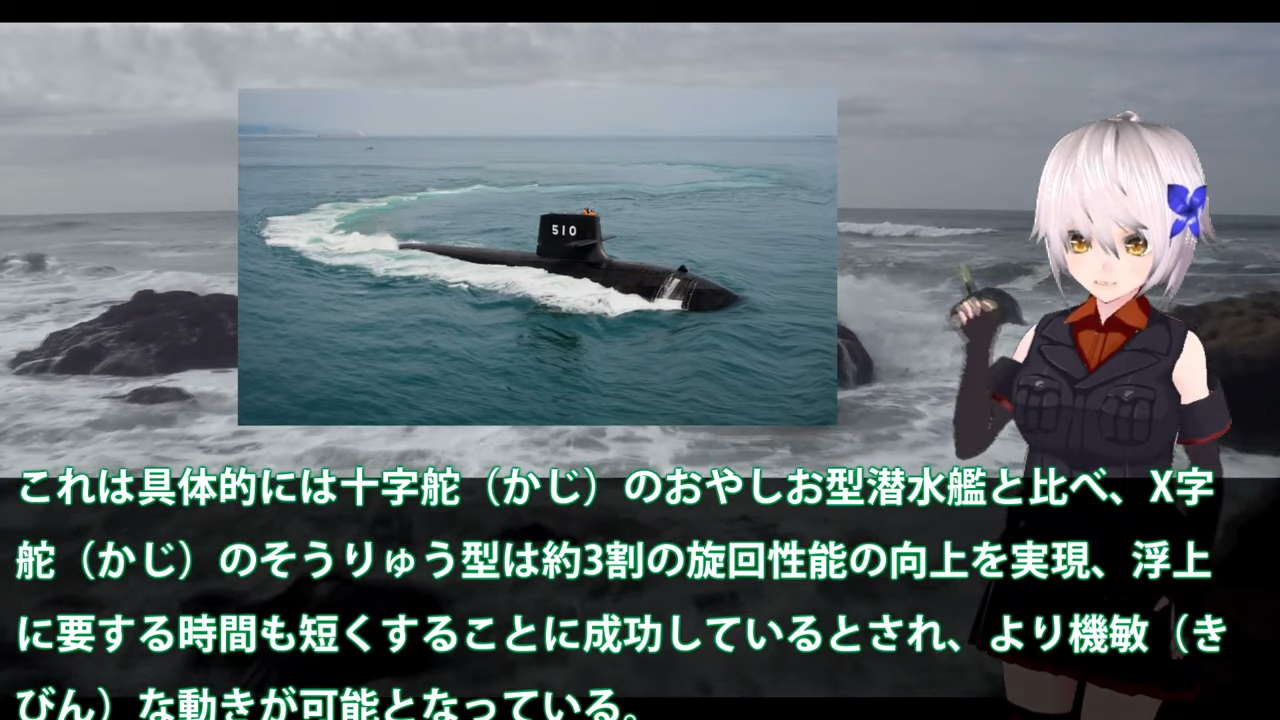 510
これは具体的には十字舵（かじ）のおやしお型潜水艦と比べ、X字
舵（かじ）のそうりゅう型は約3割の旋回性能の向上を実現、浮上
に要する時間も短くすることに成功しているとされ、より機敏（き
びん）な動きが可能となっている。